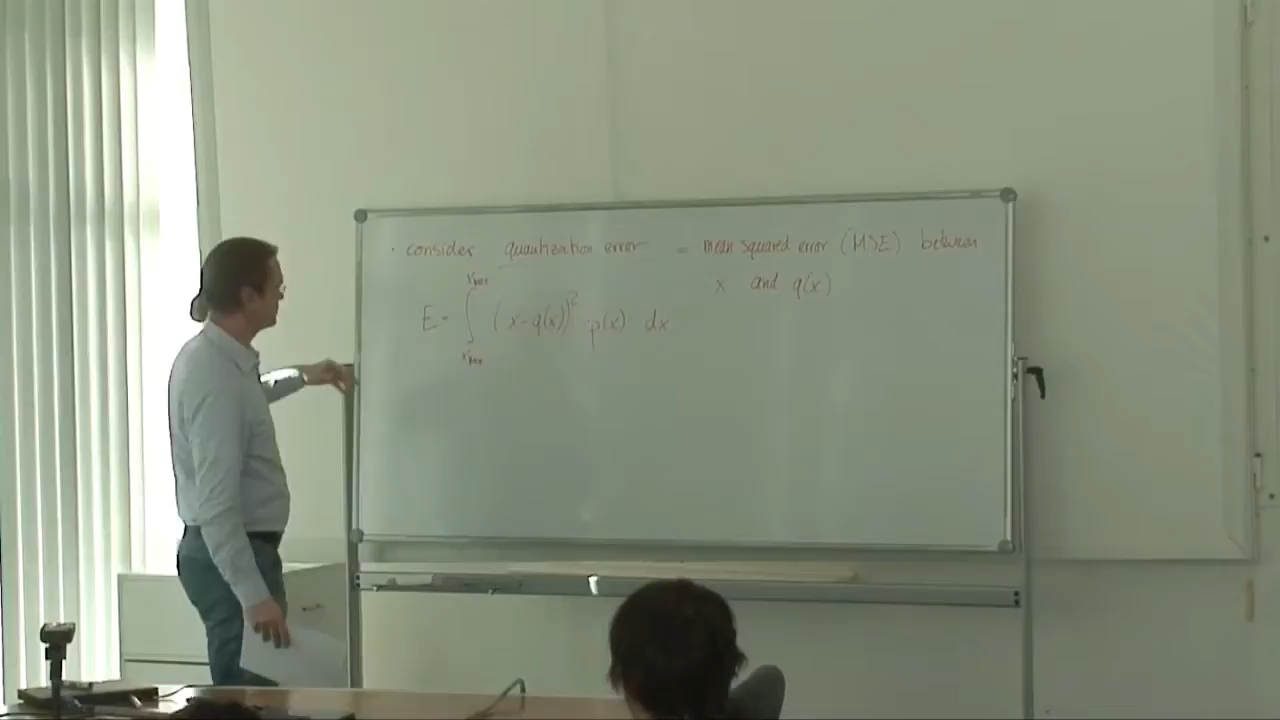 · consider quantization error = mean squared error (MSE) between
x and q(x)
E = ∫ (x-q(x))² p(x) dx